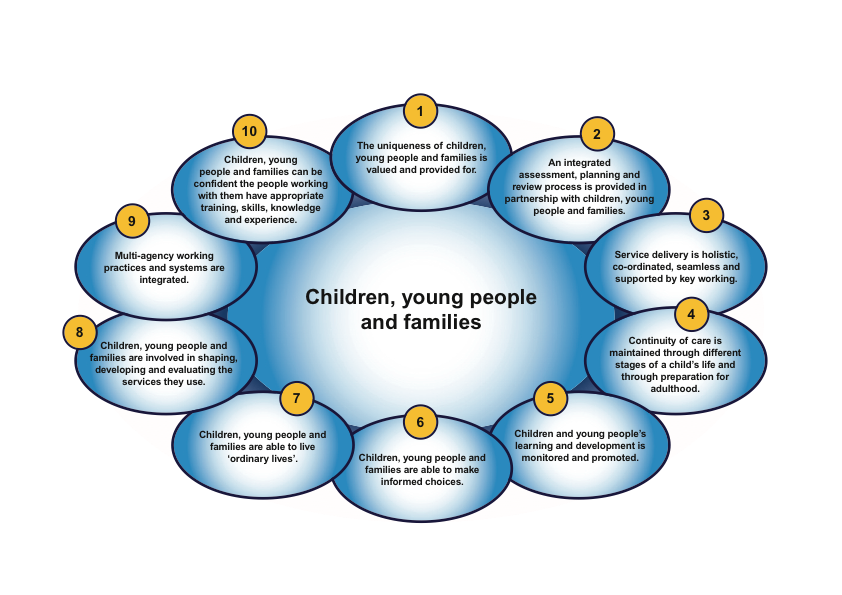 1
The uniqueness of children,
young people and families is
valued and provided for.
2
An integrated
assessment, planning and
review process is provided in
partnership with children, young
people and families.
3
Service delivery is holistic,
co-ordinated, seamless and
supported by key working.
4
Continuity of care is
maintained through different
stages of a child's life and
through preparation for
adulthood.
5
Children and young people's
learning and development is
monitored and promoted.
6
Children, young people and
families are able to make
informed choices.
7
Children, young people and
families are able to live
‘ordinary lives’.
8
Children, young people and
families are involved in shaping,
developing and evaluating the
services they use.
9
Multi-agency working
practices and systems are
integrated.
10
Children, young
people and families can be
confident the people working
with them have appropriate
training, skills, knowledge
and experience.
Children, young people
and families